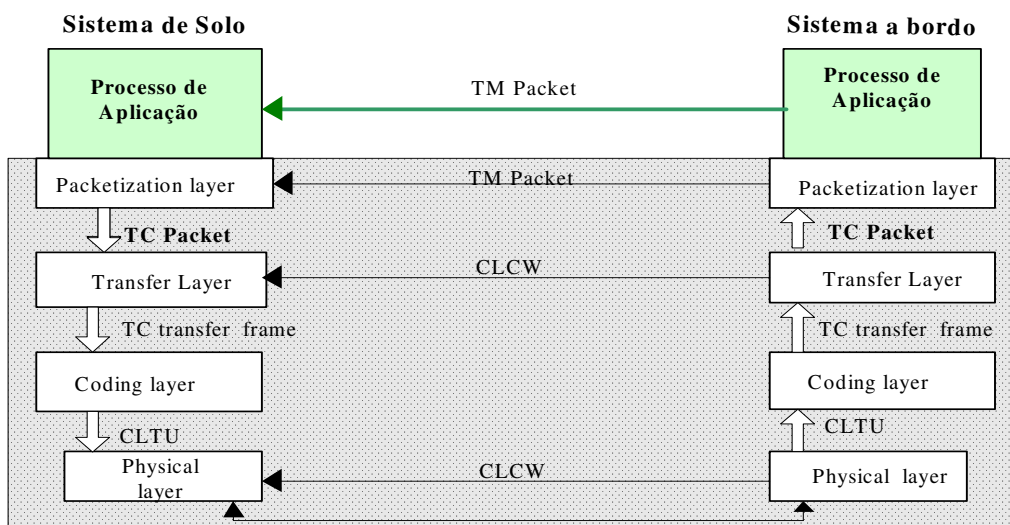 Sistema de Solo
Sistema a bordo
Processo de
Aplicação
TM Packet
Processo de
Aplicação
Packetization layer
TM Packet
Packetization layer
TC Packet
TC Packet
Transfer Layer
CLCW
Transfer Layer
TC transfer frame
TC transfer frame
Coding layer
Coding layer
CLTU
CLTU
Physical
layer
CLCW
Physical layer